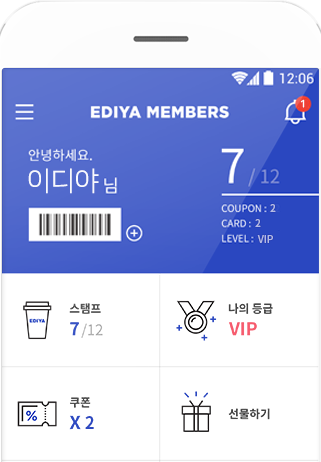 12:06
EDIYA MEMBERS
1
안녕하세요.
이디야 님
7 / 12
COUPON : 2
CARD : 2
LEVEL : VIP
스탬프
7/12
EDIYA
나의 등급
VIP
쿠폰
X 2
%
선물하기